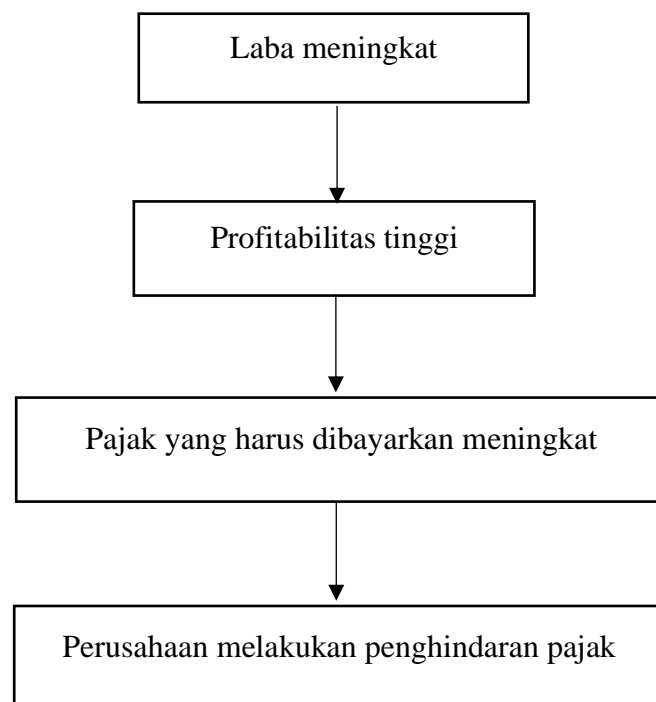 Laba meningkat
Profitabilitas tinggi
Pajak yang harus dibayarkan meningkat
Perusahaan melakukan penghindaran pajak